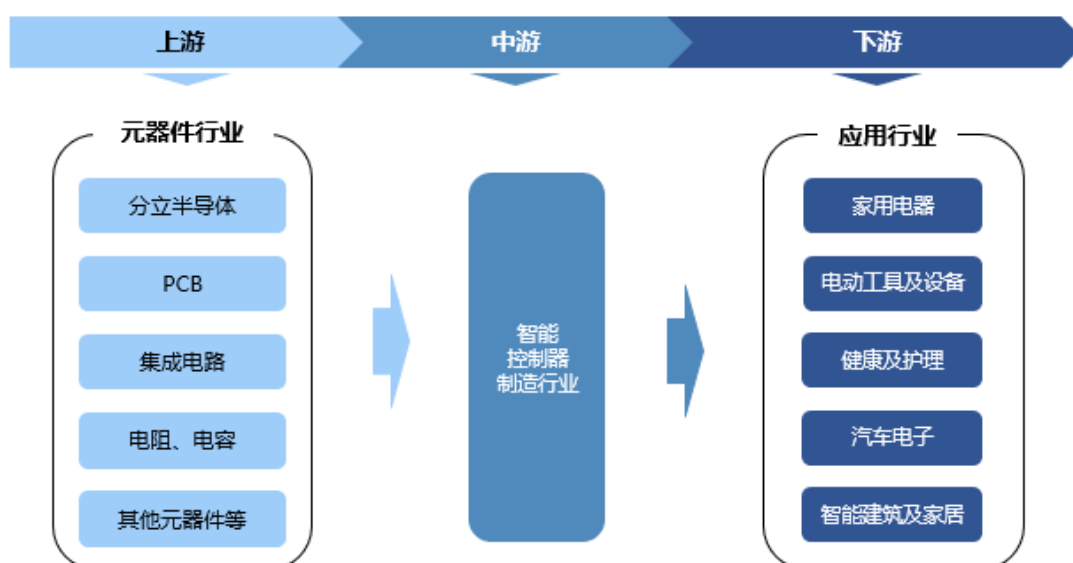 上游
中游
下游
元器件行业
分立半导体
PCB
集成电路
电阻、电容
其他元器件等
智能
控制器
制造行业
应用行业
家用电器
电动工具及设备
健康及护理
汽车电子
智能建筑及家居